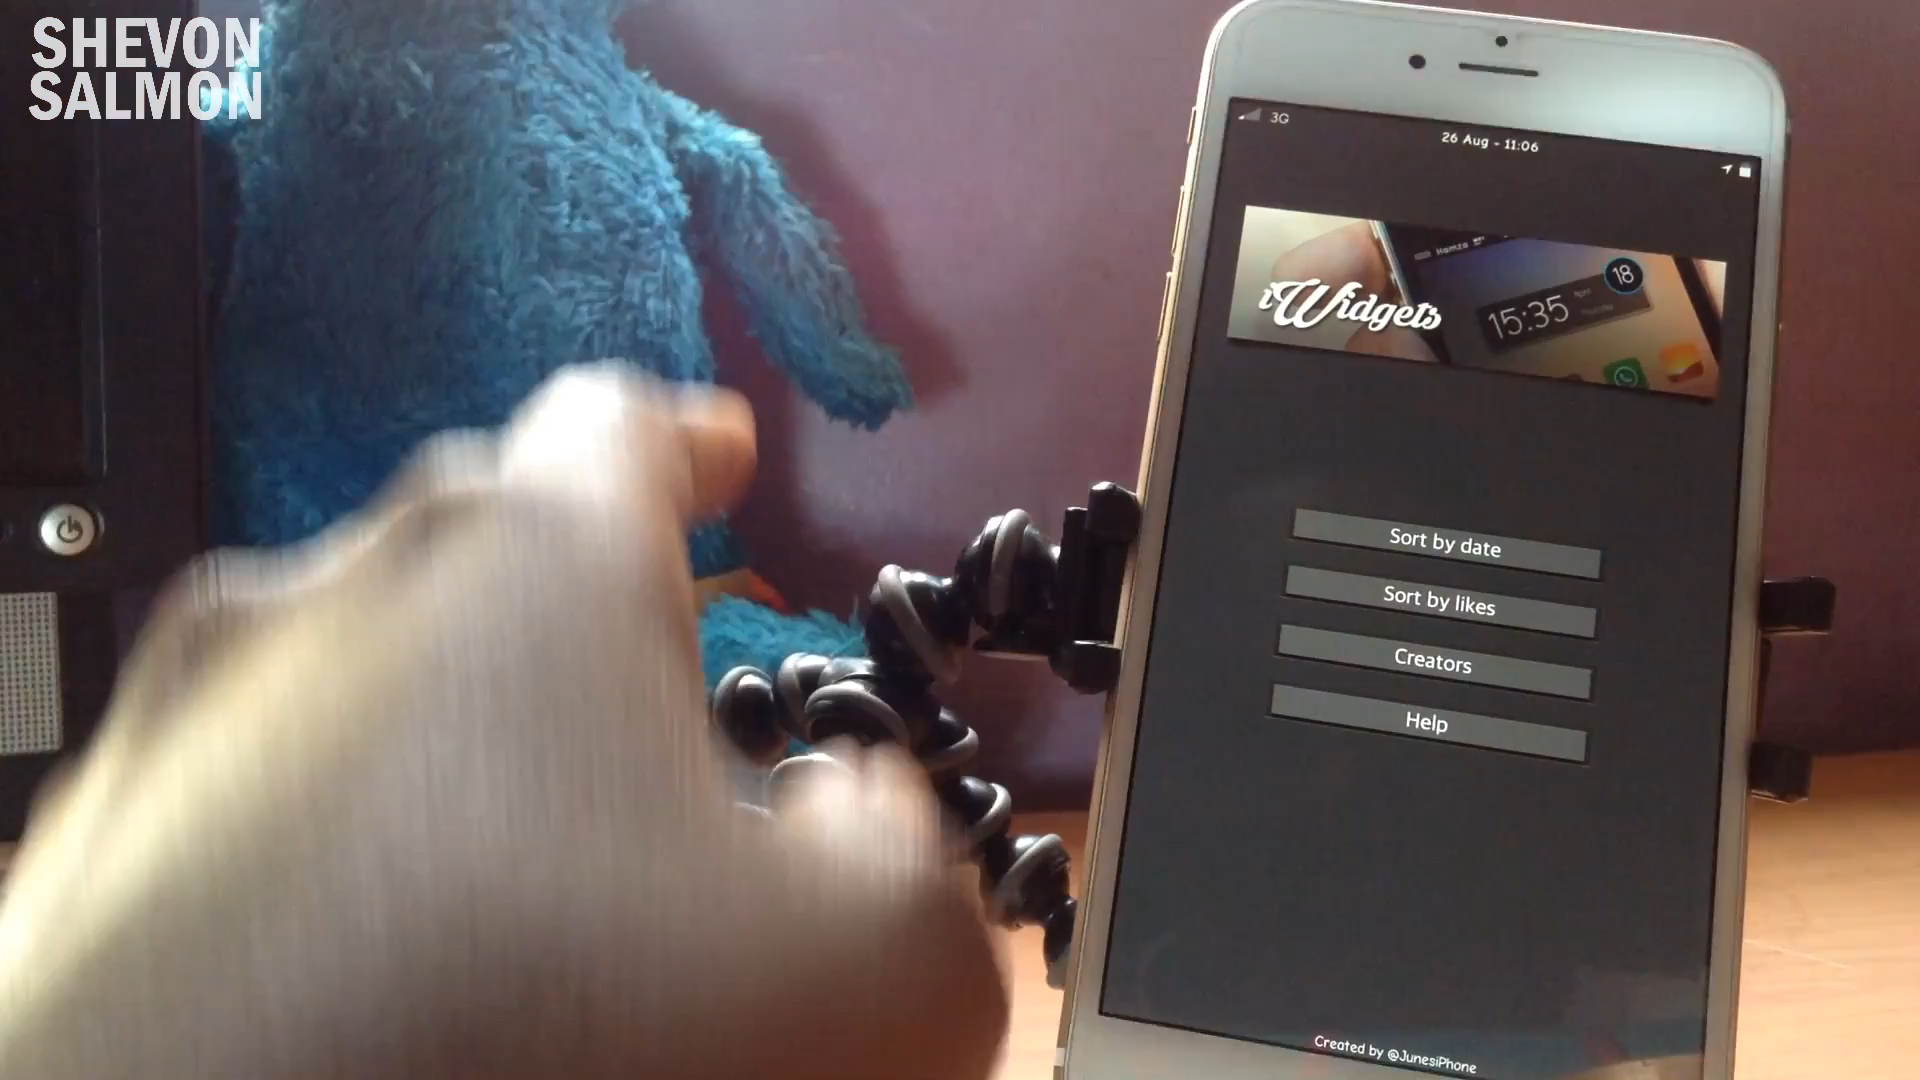 SHEVON
SALMON
3G
26 Aug - 11:06
iWidgets
18
15:35
Sort by date
Sort by likes
Creators
Help
Created by @JunesiPhone